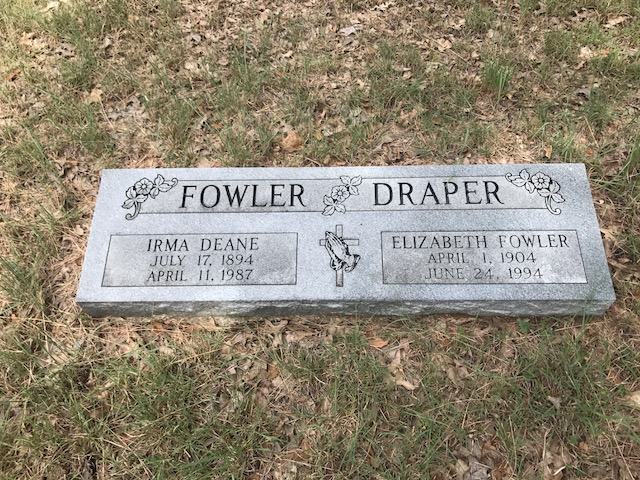 FOWLER DRAPER
IRMA DEANE
JULY 17, 1894
APRIL 11, 1987
ELIZABETH FOWLER
APRIL 1, 1904
JUNE 24, 1994